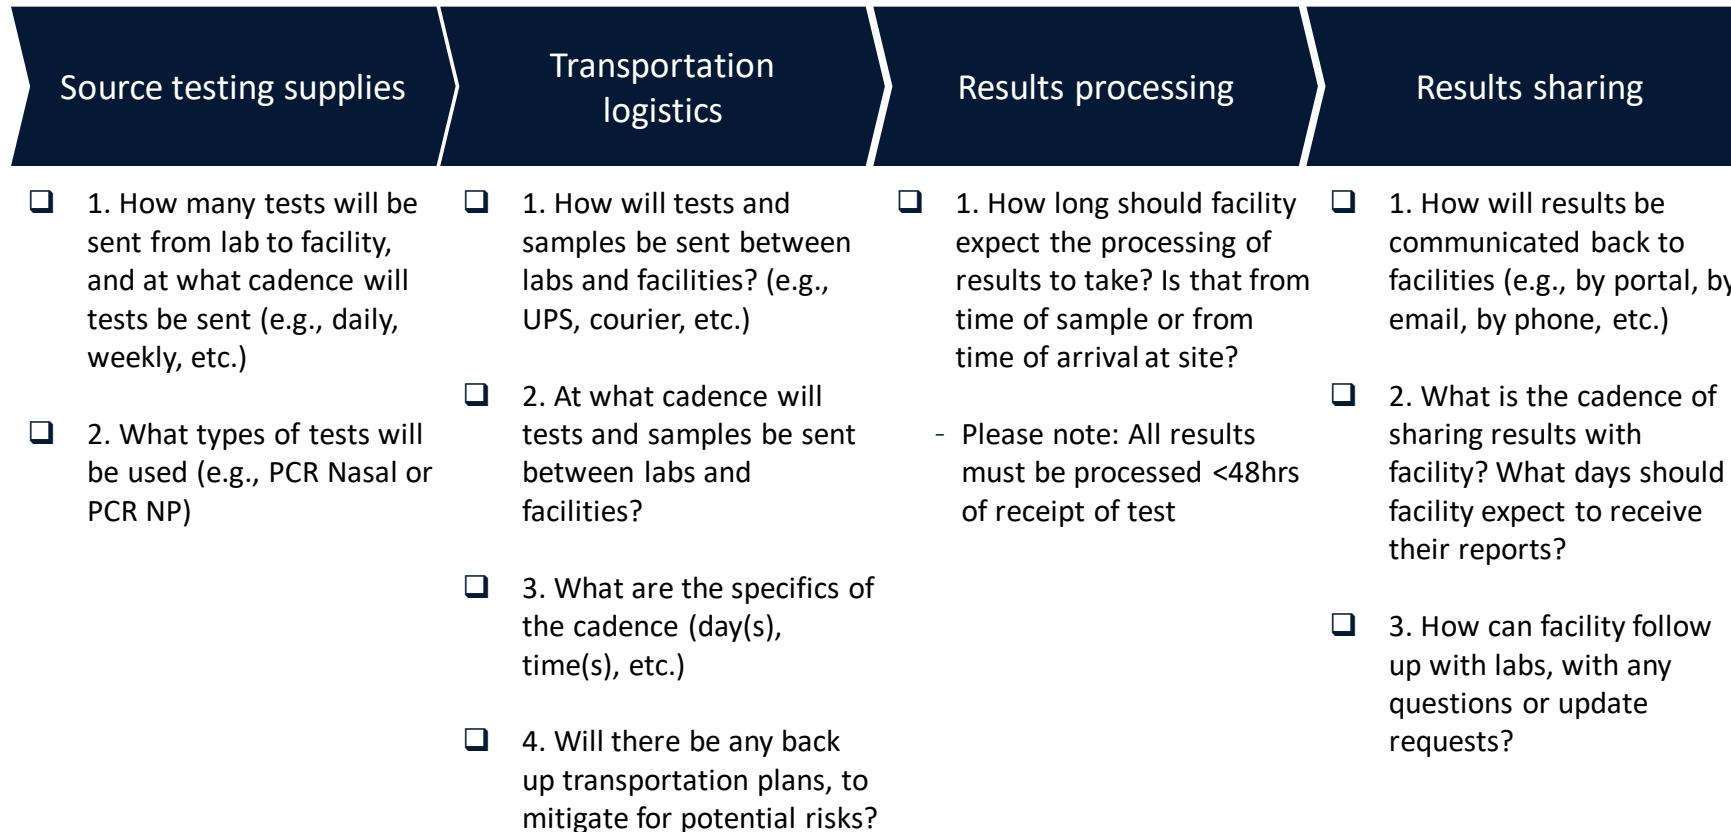 Source testing supplies
Transportation
logistics
Results processing
Results sharing
1. How many tests will be
sent from lab to facility,
and at what cadence will
tests be sent (e.g., daily,
weekly, etc.)
2. What types of tests will
be used (e.g., PCR Nasal or
PCR NP)
1. How will tests and
samples be sent between
labs and facilities? (e.g.,
UPS, courier, etc.)
2. At what cadence will
tests and samples be sent
between labs and
facilities?
3. What are the specifics of
the cadence (day(s),
time(s), etc.)
4. Will there be any back
up transportation plans, to
mitigate for potential risks?
1. How long should facility
expect the processing of
results to take? Is that from
time of sample or from
time of arrival at site?
- Please note: All results
must be processed <48hrs
of receipt of test
1. How will results be
communicated back to
facilities (e.g., by portal, by
email, by phone, etc.)
2. What is the cadence of
sharing results with
facility? What days should
facility expect to receive
their reports?
3. How can facility follow
up with labs, with any
questions or update
requests?